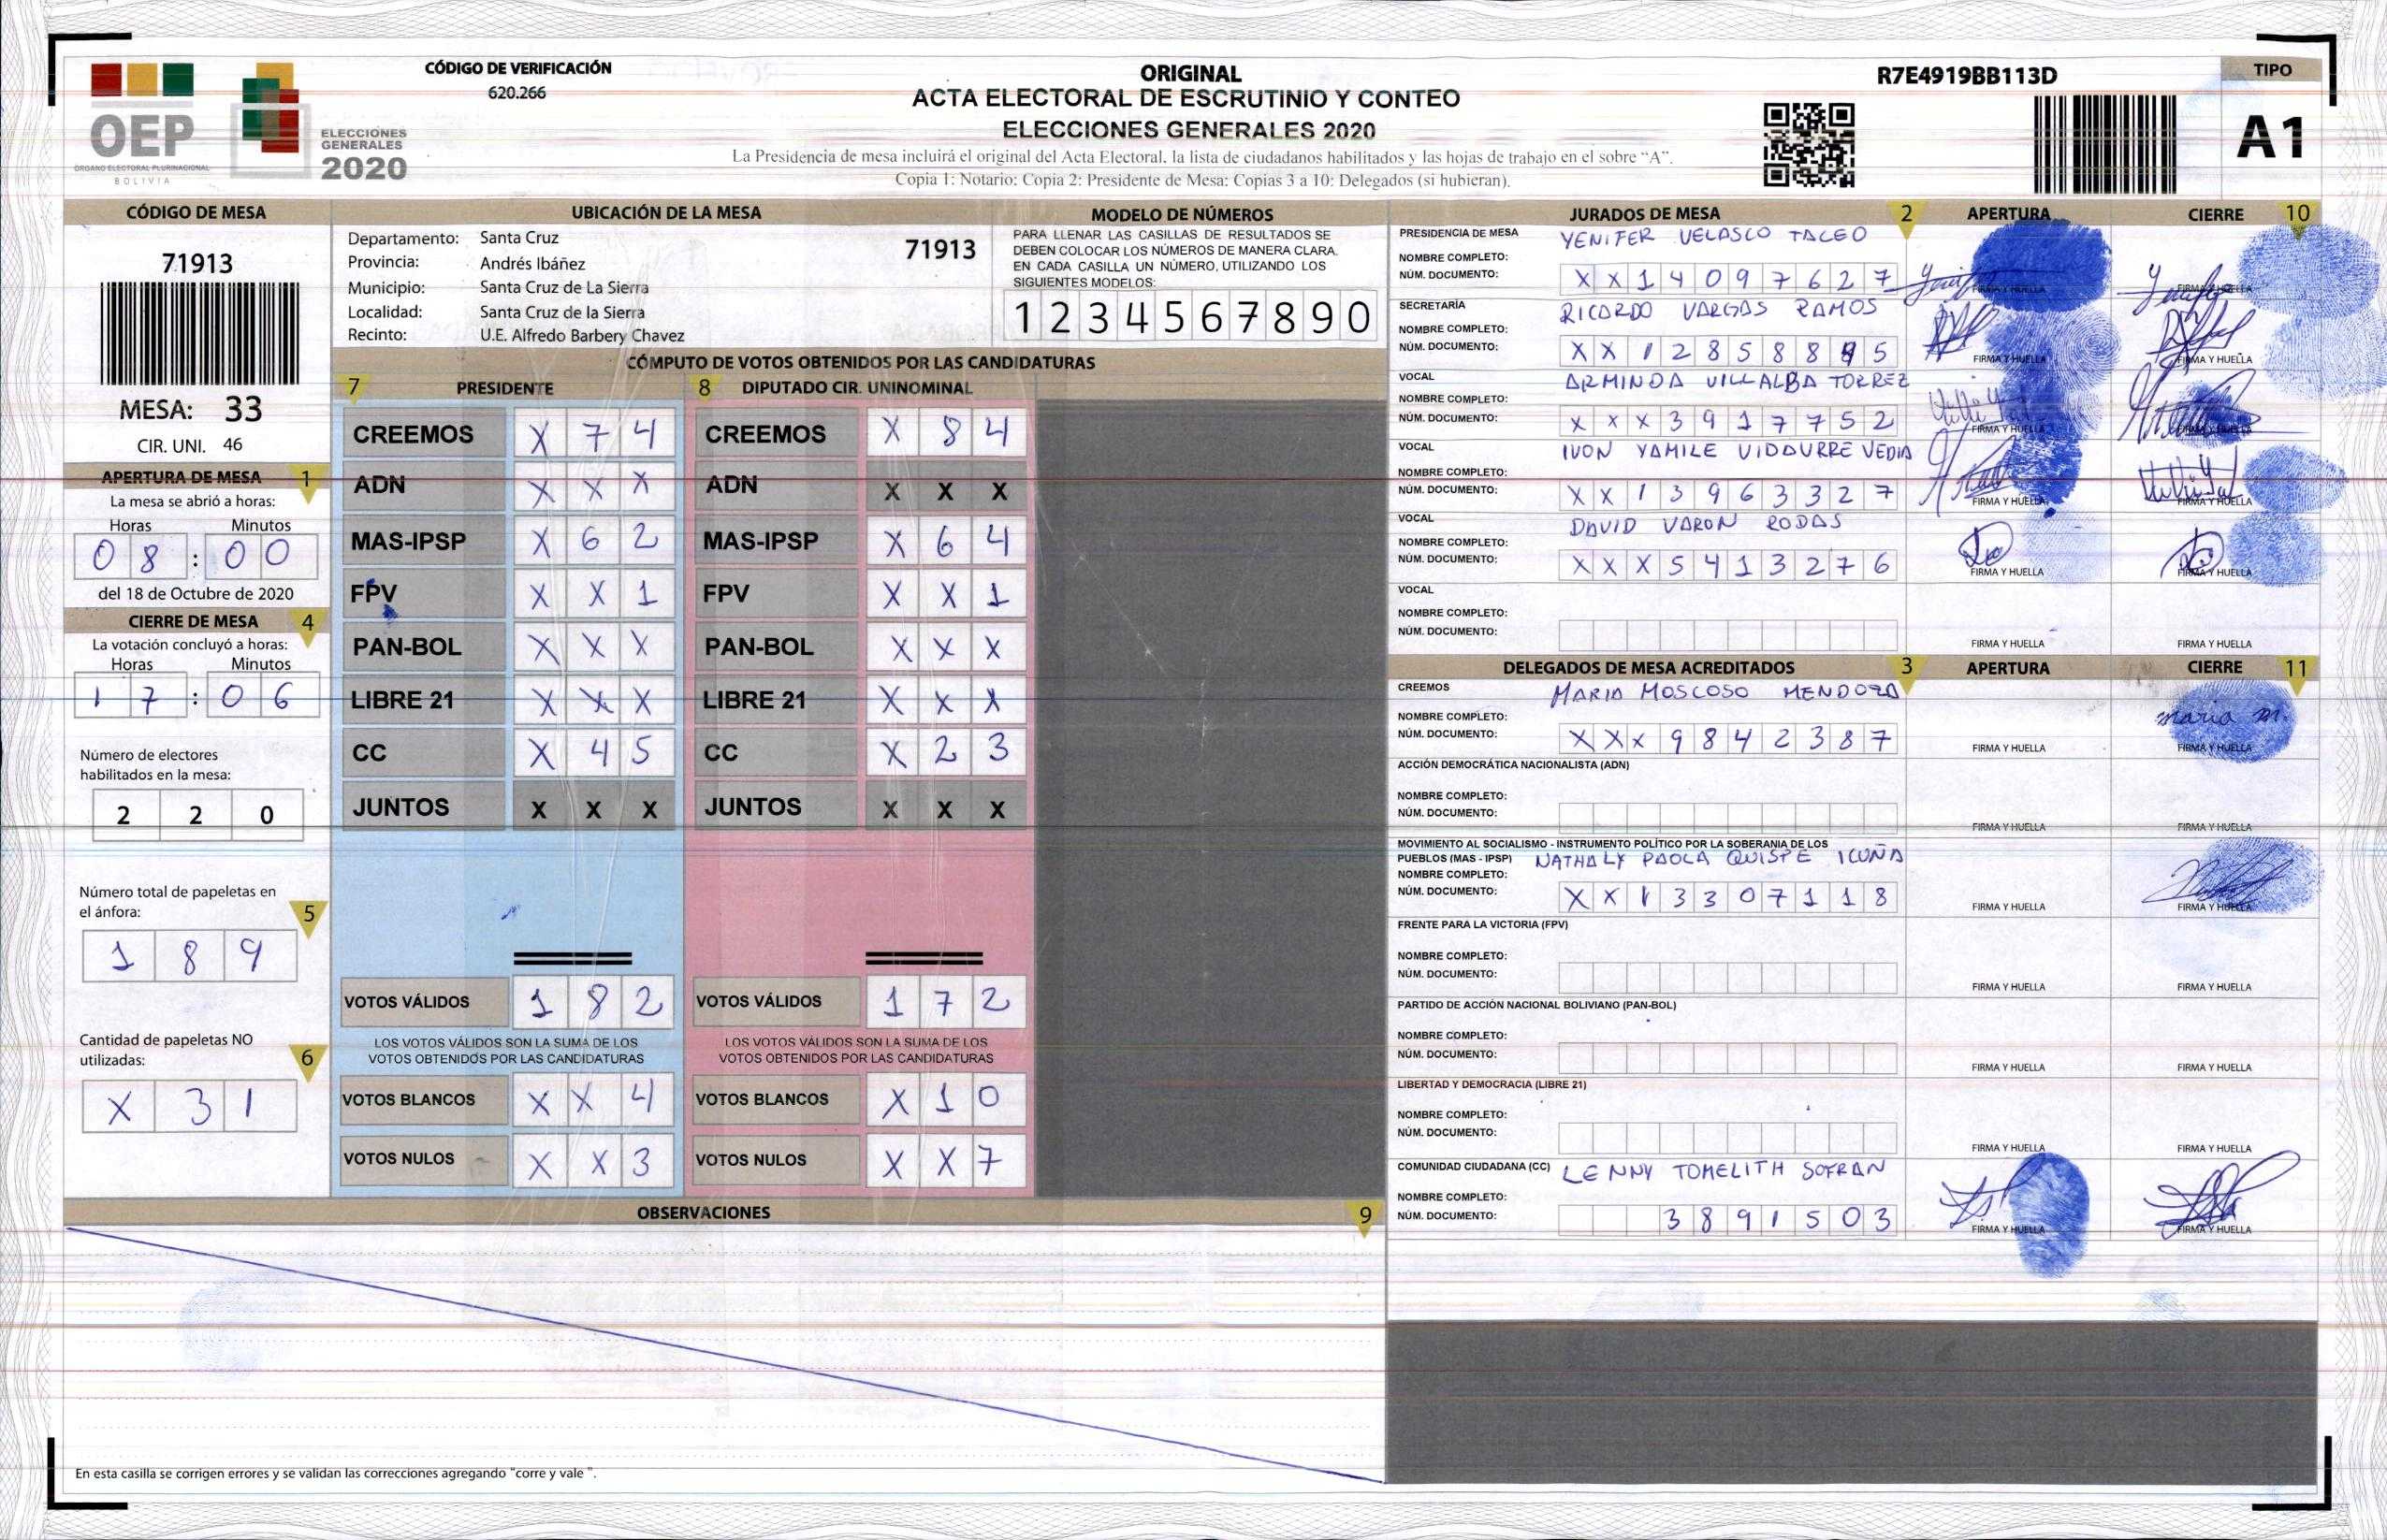 CÓDIGO DE VERIFICACIÓN
620.266
OEP
ÓRGANO ELECTORAL PLURINACIONAL
BOLIVIA
ELECCIONES
GENERALES
2020
ORIGINAL
ACTA ELECTORAL DE ESCRUTINIO Y CONTEO
ELECCIONES GENERALES 2020
La Presidencia de mesa incluirá el original del Acta Electoral, la lista de ciudadanos habilitados y las hojas de trabajo en el sobre "A".
Copia 1: Notario: Copia 2: Presidente de Mesa: Copias 3 a 10: Delegados (si hubieran).
R7E4919BB113D
TIPO
A1
CÓDIGO DE MESA
71913
MESA: 33
CIR. UNI. 46
APERTURA DE MESA 1
La mesa se abrió a horas:
Horas Minutos
0 8 : 0 0
del 18 de Octubre de 2020
CIERRE DE MESA 4
La votación concluyó a horas:
Horas Minutos
1 7 : 0 6
Número de electores
habilitados en la mesa:
2 2 0
Número total de papeletas en
el ánfora: 5
1 8 9
Cantidad de papeletas NO
utilizadas: 6
X 3 1
UBICACIÓN DE LA MESA
Departamento: Santa Cruz 71913
Provincia: Andrés Ibáñez
Municipio: Santa Cruz de La Sierra
Localidad: Santa Cruz de la Sierra
Recinto: U.E. Alfredo Barbery Chavez
MODELO DE NÚMEROS
PARA LLENAR LAS CASILLAS DE RESULTADOS SE
DEBEN COLOCAR LOS NÚMEROS DE MANERA CLARA.
EN CADA CASILLA UN NÚMERO, UTILIZANDO LOS
SIGUIENTES MODELOS:
1 2 3 4 5 6 7 8 9 0
CÓMPUTO DE VOTOS OBTENIDOS POR LAS CANDIDATURAS
7 PRESIDENTE 8 DIPUTADO CIR. UNINOMINAL
CREEMOS X 7 4 CREEMOS X 8 4
ADN X X X ADN X X X
MAS-IPSP X 6 2 MAS-IPSP X 6 4
FPV X X 1 FPV X X 1
PAN-BOL X X X PAN-BOL X X X
LIBRE 21 X X X LIBRE 21 X X X
CC X 4 5 CC X 2 3
JUNTOS X X X JUNTOS X X X
VOTOS VÁLIDOS 1 8 2 VOTOS VÁLIDOS 1 7 2
LOS VOTOS VÁLIDOS SON LA SUMA DE LOS LOS VOTOS VÁLIDOS SON LA SUMA DE LOS
VOTOS OBTENIDOS POR LAS CANDIDATURAS VOTOS OBTENIDOS POR LAS CANDIDATURAS
VOTOS BLANCOS X X 4 VOTOS BLANCOS X 1 0
VOTOS NULOS X X 3 VOTOS NULOS X X 7
OBSERVACIONES 9
En esta casilla se corrigen errores y se validan las correcciones agregando "corre y vale ".
JURADOS DE MESA 2 APERTURA CIERRE 10
PRESIDENCIA DE MESA YENIFER VELASCO TACEO
NOMBRE COMPLETO:
NÚM. DOCUMENTO: X X 1 4 0 9 7 6 2 7 FIRMA Y HUELLA FIRMA Y HUELLA
SECRETARÍA RICARDO VARGAS RAMOS
NOMBRE COMPLETO:
NÚM. DOCUMENTO: X X 1 2 8 5 8 8 5 FIRMA Y HUELLA FIRMA Y HUELLA
VOCAL ARMINDA VILLALBA TORREZ
NOMBRE COMPLETO:
NÚM. DOCUMENTO: X X X 3 9 1 7 7 5 2 FIRMA Y HUELLA FIRMA Y HUELLA
VOCAL IVON YAMILE VIDAURRE VEDIA
NOMBRE COMPLETO:
NÚM. DOCUMENTO: X X 1 3 9 6 3 3 2 7 FIRMA Y HUELLA FIRMA Y HUELLA
VOCAL DAVID VARON RODAS
NOMBRE COMPLETO:
NÚM. DOCUMENTO: X X X 5 4 1 3 2 7 6 FIRMA Y HUELLA FIRMA Y HUELLA
VOCAL
NOMBRE COMPLETO:
NÚM. DOCUMENTO: FIRMA Y HUELLA FIRMA Y HUELLA
DELEGADOS DE MESA ACREDITADOS 3 APERTURA CIERRE 11
CREEMOS MARIA MOSCOSO MENDOZA
NOMBRE COMPLETO: maria m.
NÚM. DOCUMENTO: X X X 9 8 4 2 3 8 7 FIRMA Y HUELLA FIRMA Y HUELLA
ACCIÓN DEMOCRÁTICA NACIONALISTA (ADN)
NOMBRE COMPLETO:
NÚM. DOCUMENTO: FIRMA Y HUELLA FIRMA Y HUELLA
MOVIMIENTO AL SOCIALISMO - INSTRUMENTO POLÍTICO POR LA SOBERANIA DE LOS
PUEBLOS (MAS - IPSP) NATHALY PAOLA QUISPE ICUÑA
NOMBRE COMPLETO:
NÚM. DOCUMENTO: X X 1 3 3 0 7 1 1 8 FIRMA Y HUELLA FIRMA Y HUELLA
FRENTE PARA LA VICTORIA (FPV)
NOMBRE COMPLETO:
NÚM. DOCUMENTO: FIRMA Y HUELLA FIRMA Y HUELLA
PARTIDO DE ACCIÓN NACIONAL BOLIVIANO (PAN-BOL)
NOMBRE COMPLETO:
NÚM. DOCUMENTO: FIRMA Y HUELLA FIRMA Y HUELLA
LIBERTAD Y DEMOCRACIA (LIBRE 21)
NOMBRE COMPLETO:
NÚM. DOCUMENTO: FIRMA Y HUELLA FIRMA Y HUELLA
COMUNIDAD CIUDADANA (CC) LENNY TOMELITH SOFRAN
NOMBRE COMPLETO:
NÚM. DOCUMENTO: 3 8 9 1 5 0 3 FIRMA Y HUELLA FIRMA Y HUELLA